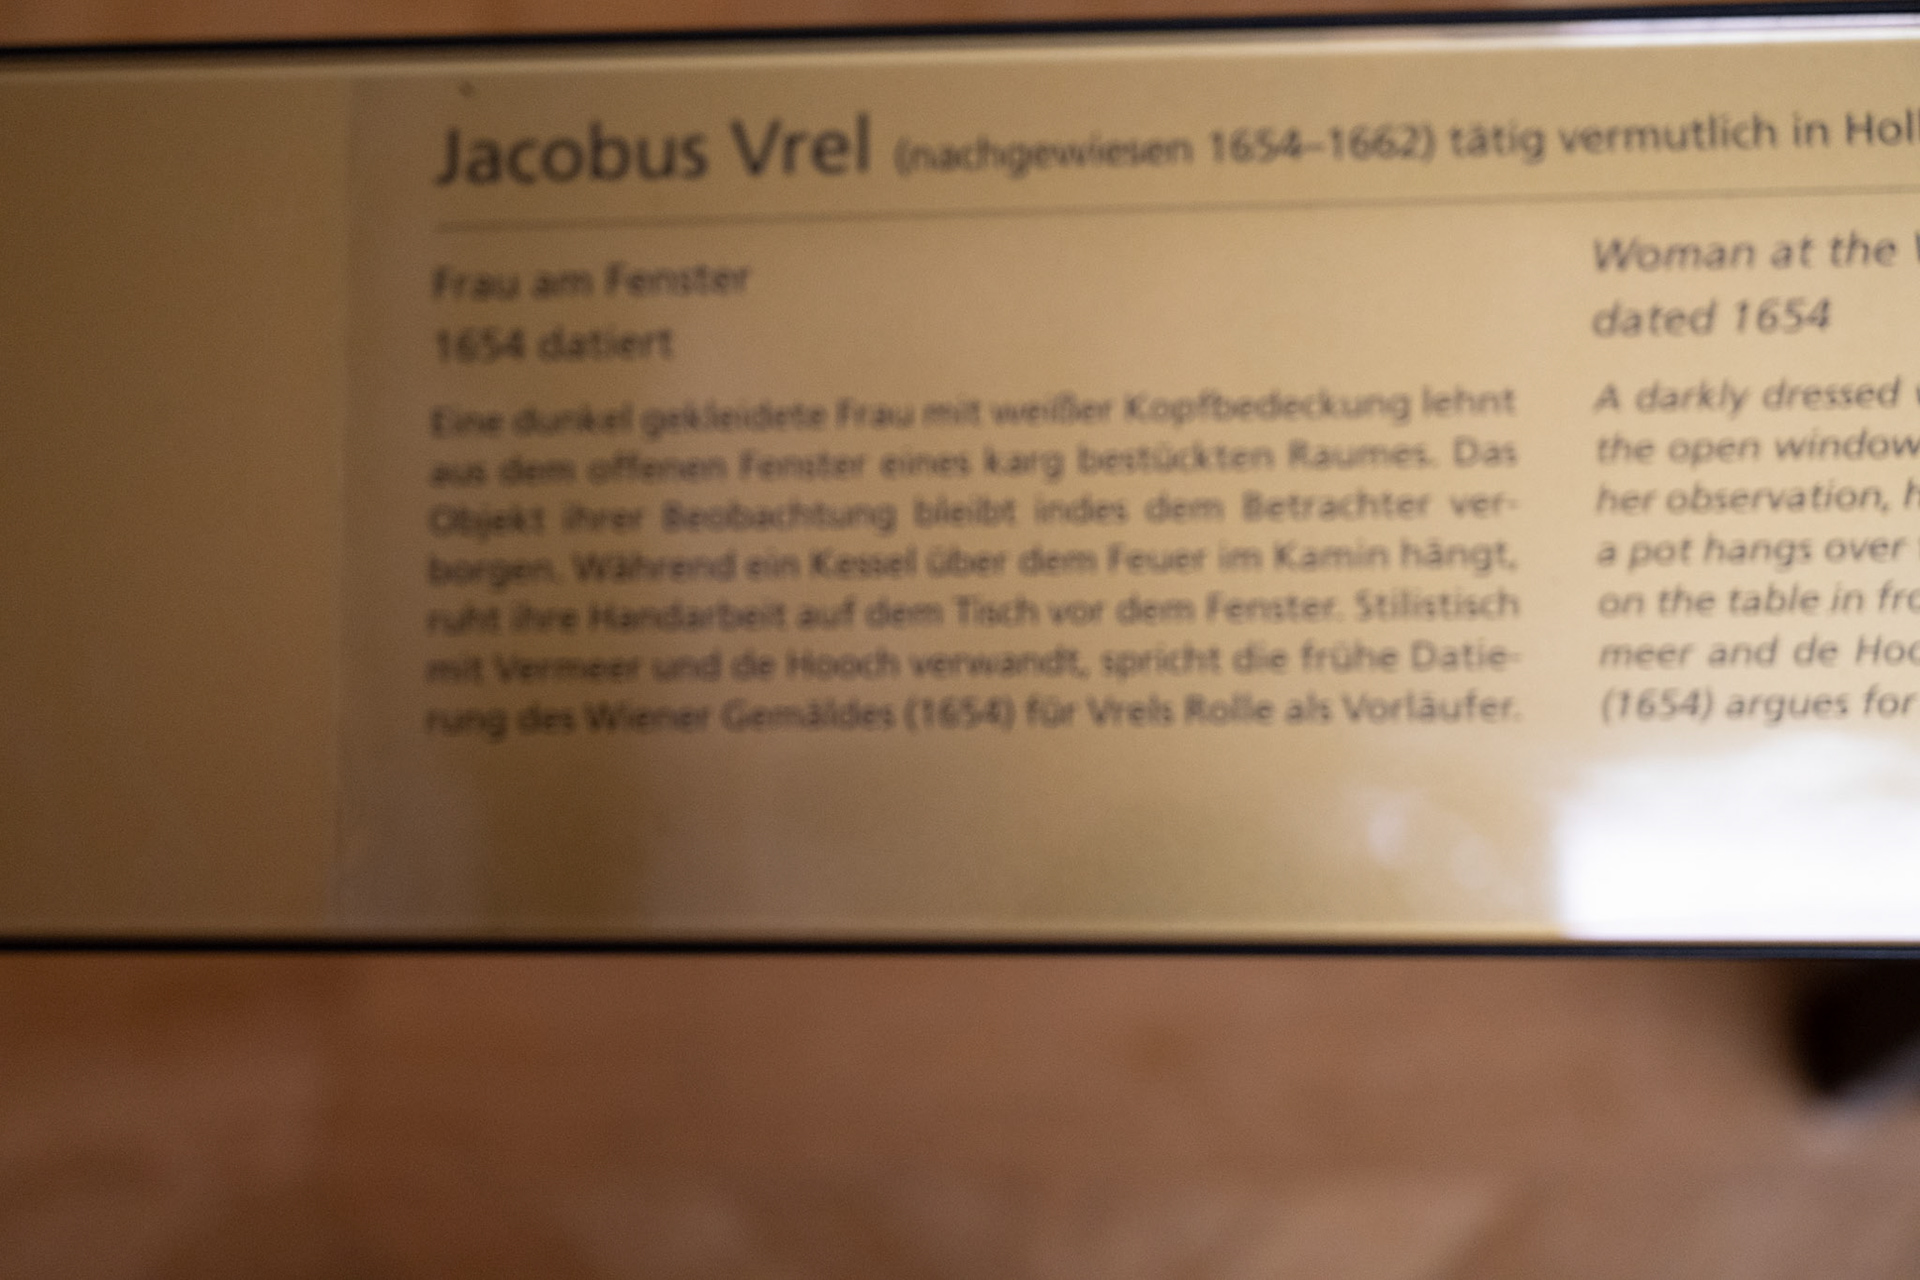 Jacobus Vrel (nachgewiesen 1654–1662) tätig vermutlich in Holl
Frau am Fenster
1654 datiert
Eine dunkel gekleidete Frau mit weißer Kopfbedeckung lehnt
aus dem offenen Fenster eines karg bestückten Raumes. Das
Objekt ihrer Beobachtung bleibt indes dem Betrachter ver-
borgen. Während ein Kessel über dem Feuer im Kamin hängt,
ruht ihre Handarbeit auf dem Tisch vor dem Fenster. Stilistisch
mit Vermeer und de Hooch verwandt, spricht die frühe Datie-
rung des Wiener Gemäldes (1654) für Vrels Rolle als Vorläufer.
Woman at the
dated 1654
A darkly dressed
the open window
her observation, h
a pot hangs over
on the table in fro
meer and de Hoo
(1654) argues for